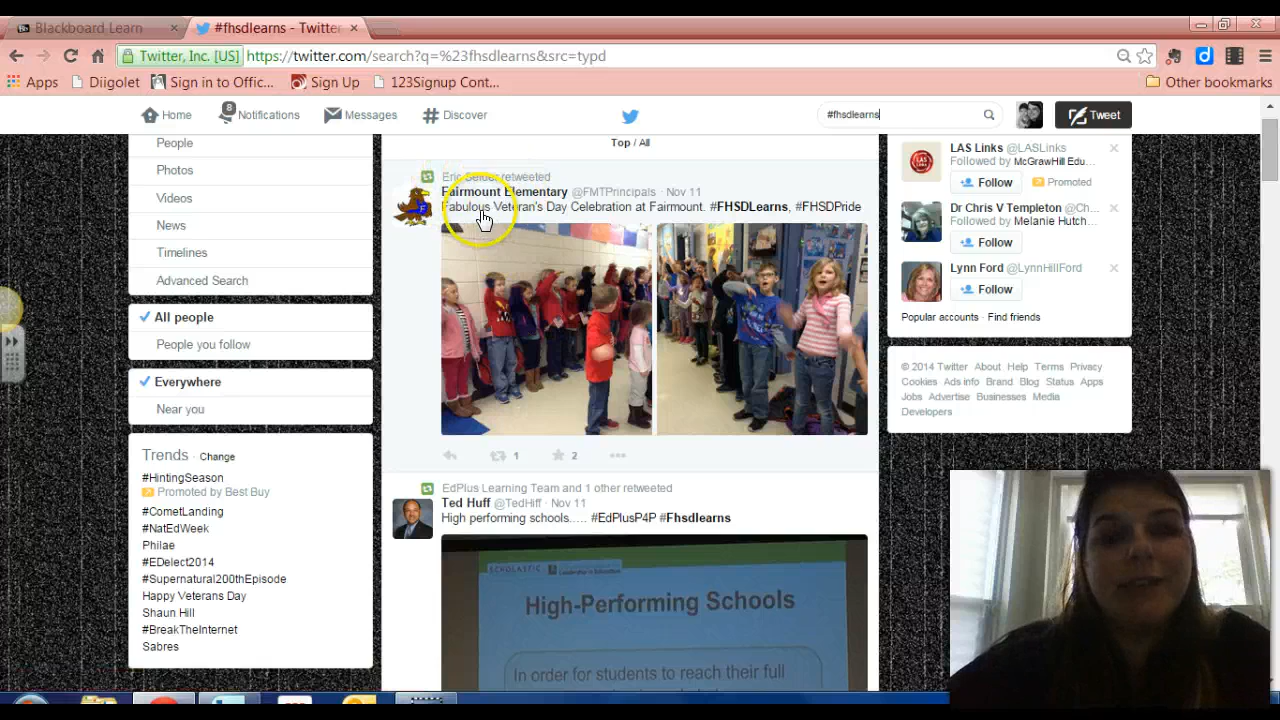 Blackboard Learn
#fhsdlearns - Twitter
Twitter, Inc. [US] https://twitter.com/search?q=%23fhsdlearns&src=typd
Apps Diigolet Sign in to Offic... Sign Up 123Signup Cont... Other bookmarks
Home 8 Notifications Messages # Discover #fhsdlearns Tweet
People
Photos
Videos
News
Timelines
Advanced Search
All people
People you follow
Everywhere
Near you
Trends · Change
#HintingSeason
Promoted by Best Buy
#CometLanding
#NatEdWeek
Philae
#EDelect2014
#Supernatural200thEpisode
Happy Veterans Day
Shaun Hill
#BreakTheInternet
Sabres
Top / All
retweeted
Fairmount Elementary @FMTPrincipals · Nov 11
Fabulous Veteran's Day Celebration at Fairmount. #FHSDLearns, #FHSDPride
1 2
EdPlus Learning Team and 1 other retweeted
Ted Huff @TedHiff · Nov 11
High performing schools..... #EdPlusP4P #Fhsdlearns
SCHOLASTIC
High-Performing Schools
In order for students to reach their full
LAS Links @LASLinks
Followed by McGrawHill Edu...
Follow Promoted
Dr Chris V Templeton @Ch...
Followed by Melanie Hutch...
Follow
Lynn Ford @LynnHillFord
Follow
Popular accounts · Find friends
© 2014 Twitter About Help Terms Privacy
Cookies Ads info Brand Blog Status Apps
Jobs Advertise Businesses Media
Developers